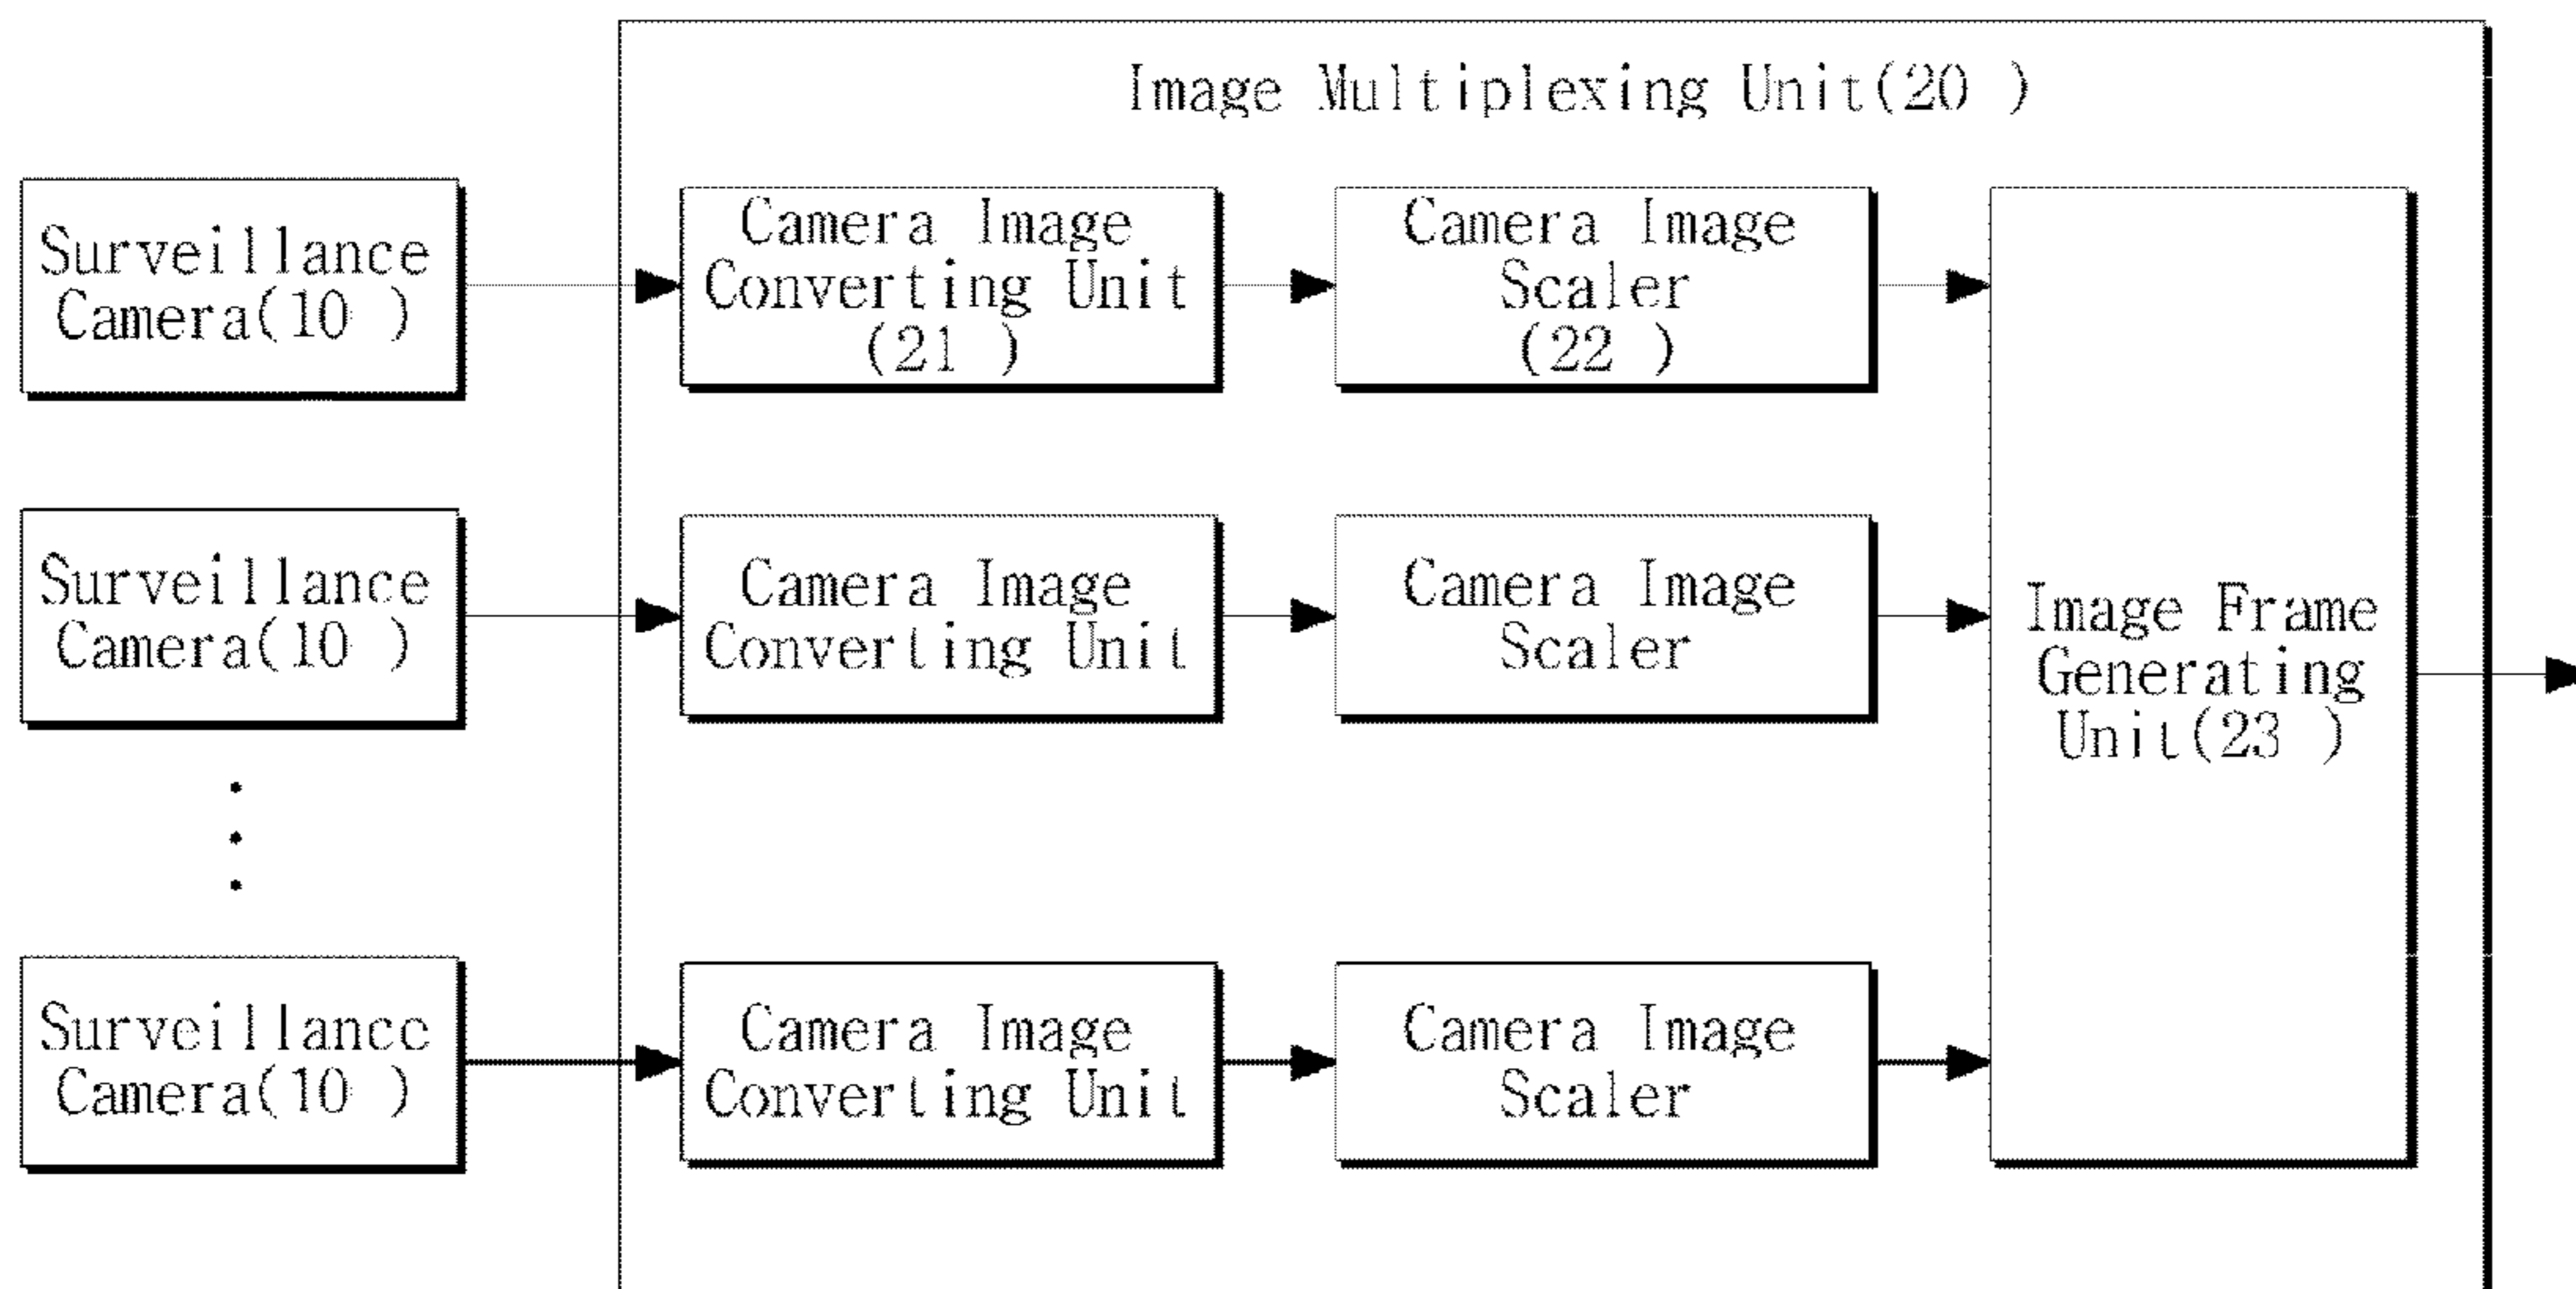 Image Multiplexing Unit(20 )
Surveillance
Camera(10 )
Camera Image
Converting Unit
(21 )
Camera Image
Scaler
(22 )
Surveillance
Camera(10 )
Camera Image
Converting Unit
Camera Image
Scaler
Image Frame
Generating
Unit(23 )
Surveillance
Camera(10 )
Camera Image
Converting Unit
Camera Image
Scaler